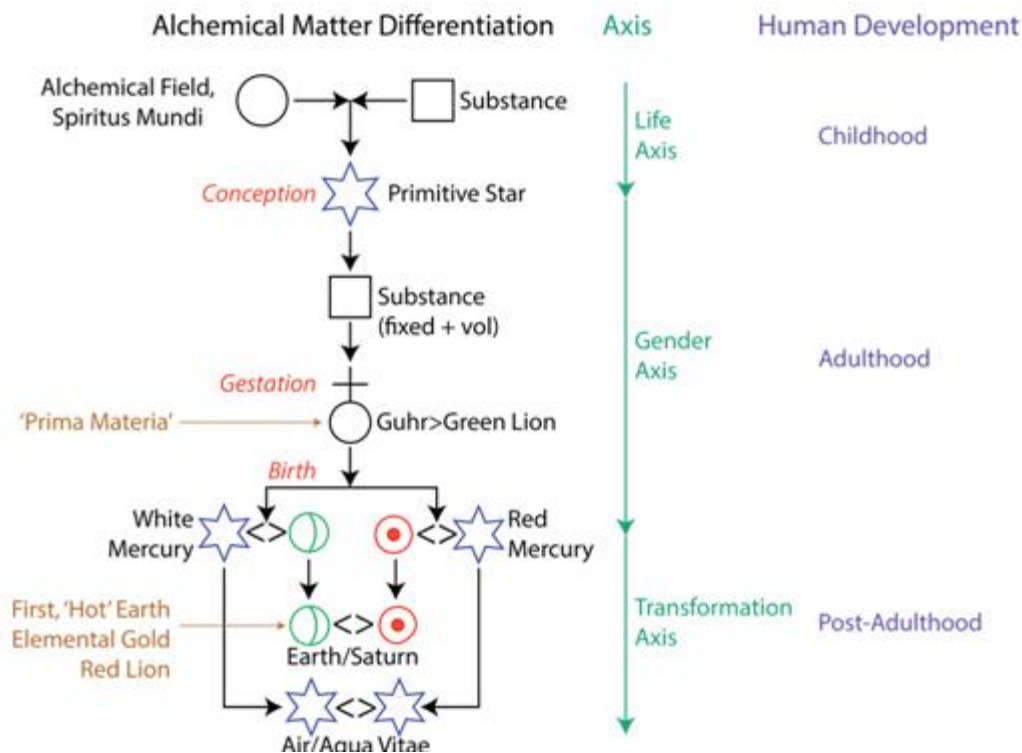 Alchemical Matter Differentiation
Axis
Human Development
Alchemical Field,
Spiritus Mundi
Substance
Life
Axis
Childhood
Conception
Primitive Star
Substance
(fixed + vol)
Gender
Axis
Adulthood
Gestation
'Prima Materia'
Guhr>Green Lion
Birth
White
Mercury
<>
<>
Red
Mercury
First, 'Hot' Earth
Elemental Gold
Red Lion
<>
Earth/Saturn
Transformation
Axis
Post-Adulthood
<>
Air/Aqua Vitae